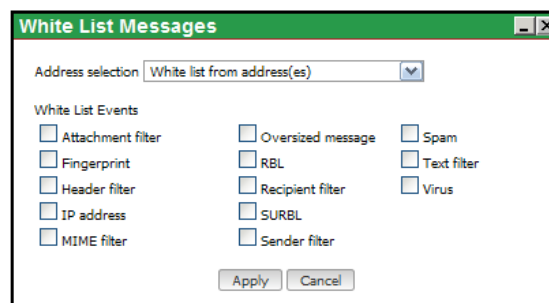 White List Messages
Address selection White list from address(es)
White List Events
Attachment filter Oversized message Spam
Fingerprint RBL Text filter
Header filter Recipient filter Virus
IP address SURBL
MIME filter Sender filter
Apply Cancel